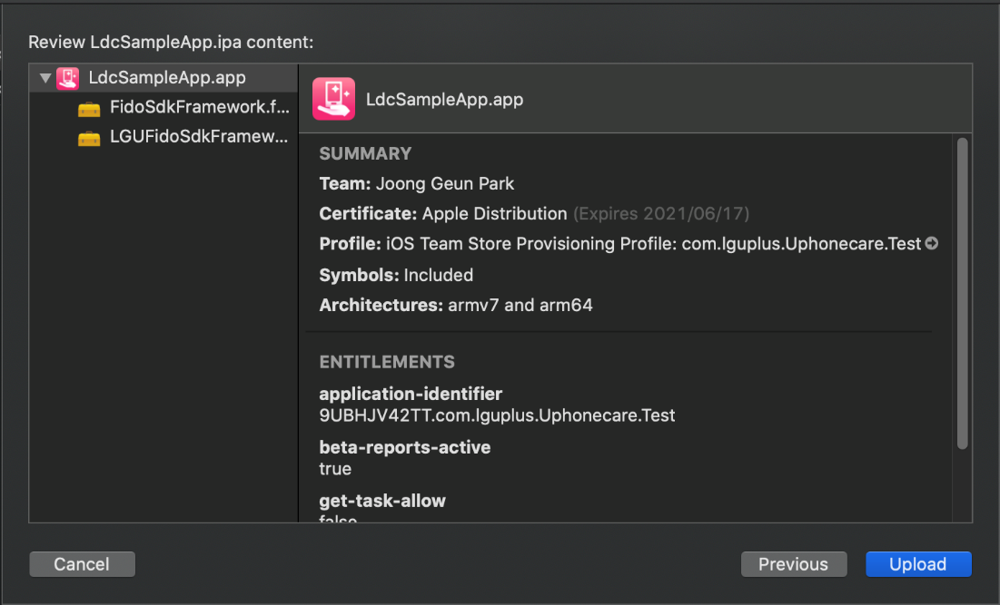 Review LdcSampleApp.ipa content:
LdcSampleApp.app
FidoSdkFramework.f...
LGUFidoSdkFramew...
LdcSampleApp.app
SUMMARY
Team: Joong Geun Park
Certificate: Apple Distribution (Expires 2021/06/17)
Profile: iOS Team Store Provisioning Profile: com.lguplus.Uphonecare.Test
Symbols: Included
Architectures: armv7 and arm64
ENTITLEMENTS
application-identifier
9UBHJV42TT.com.lguplus.Uphonecare.Test
beta-reports-active
true
get-task-allow
false
Cancel
Previous
Upload